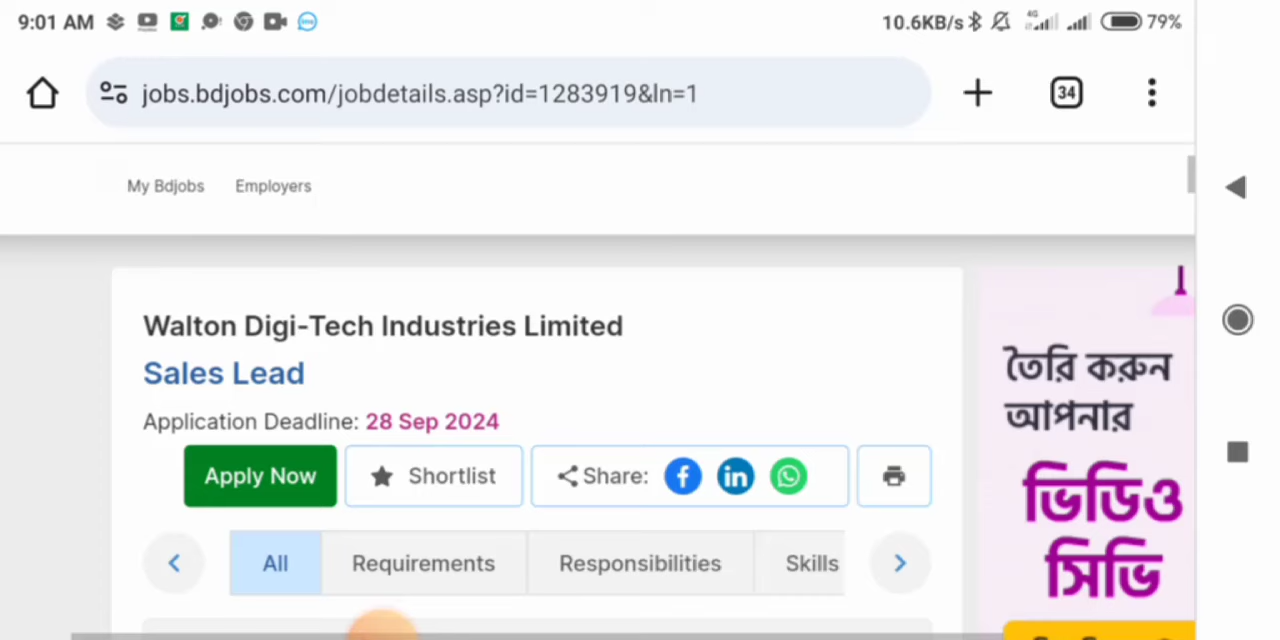 9:01 AM 10.6KB/s 4G 79%
jobs.bdjobs.com/jobdetails.asp?id=1283919&ln=1
34
My Bdjobs Employers
Walton Digi-Tech Industries Limited
Sales Lead
Application Deadline: 28 Sep 2024
Apply Now Shortlist Share:
All Requirements Responsibilities Skills
তৈরি করুন
আপনার
ভিডিও
সিভি